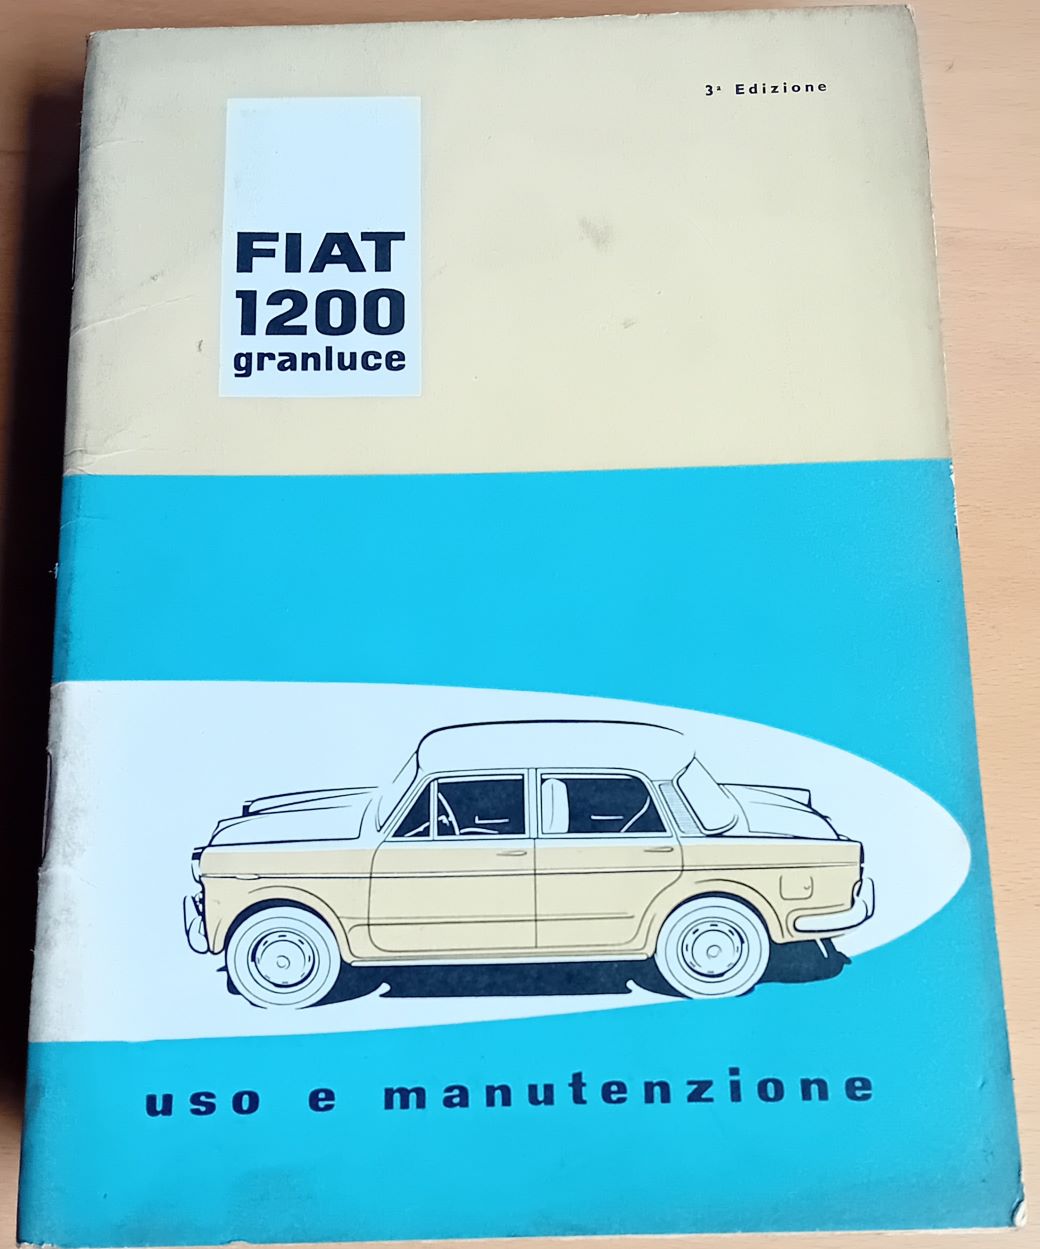 3ª Edizione
FIAT
1200
granluce
uso e manutenzione